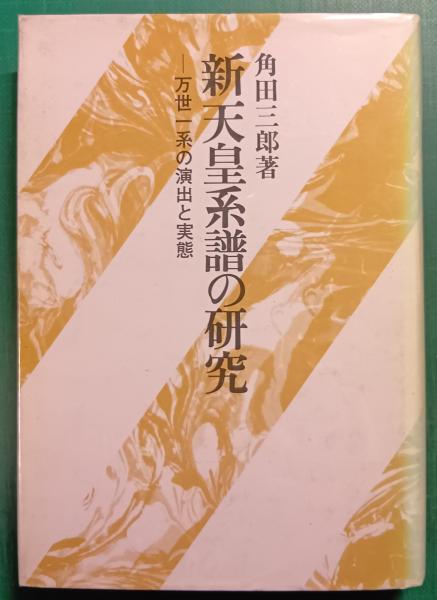 角田三郎著
新天皇系譜の研究
―万世一系の演出と実態